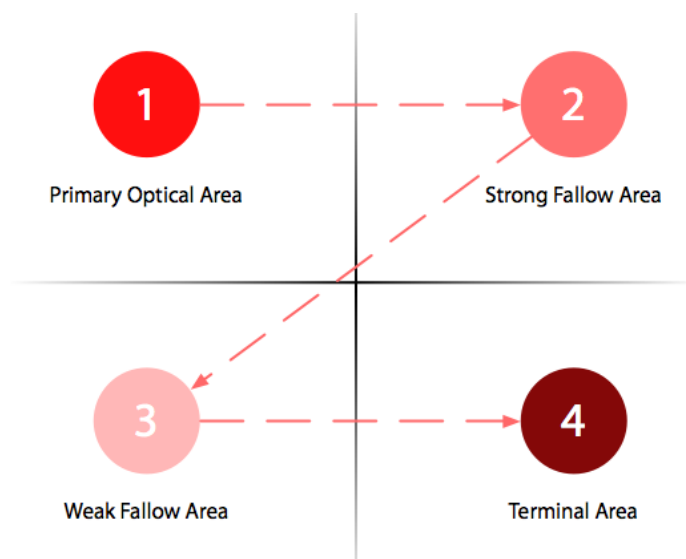 1
2
Primary Optical Area
Strong Fallow Area
3
4
Weak Fallow Area
Terminal Area